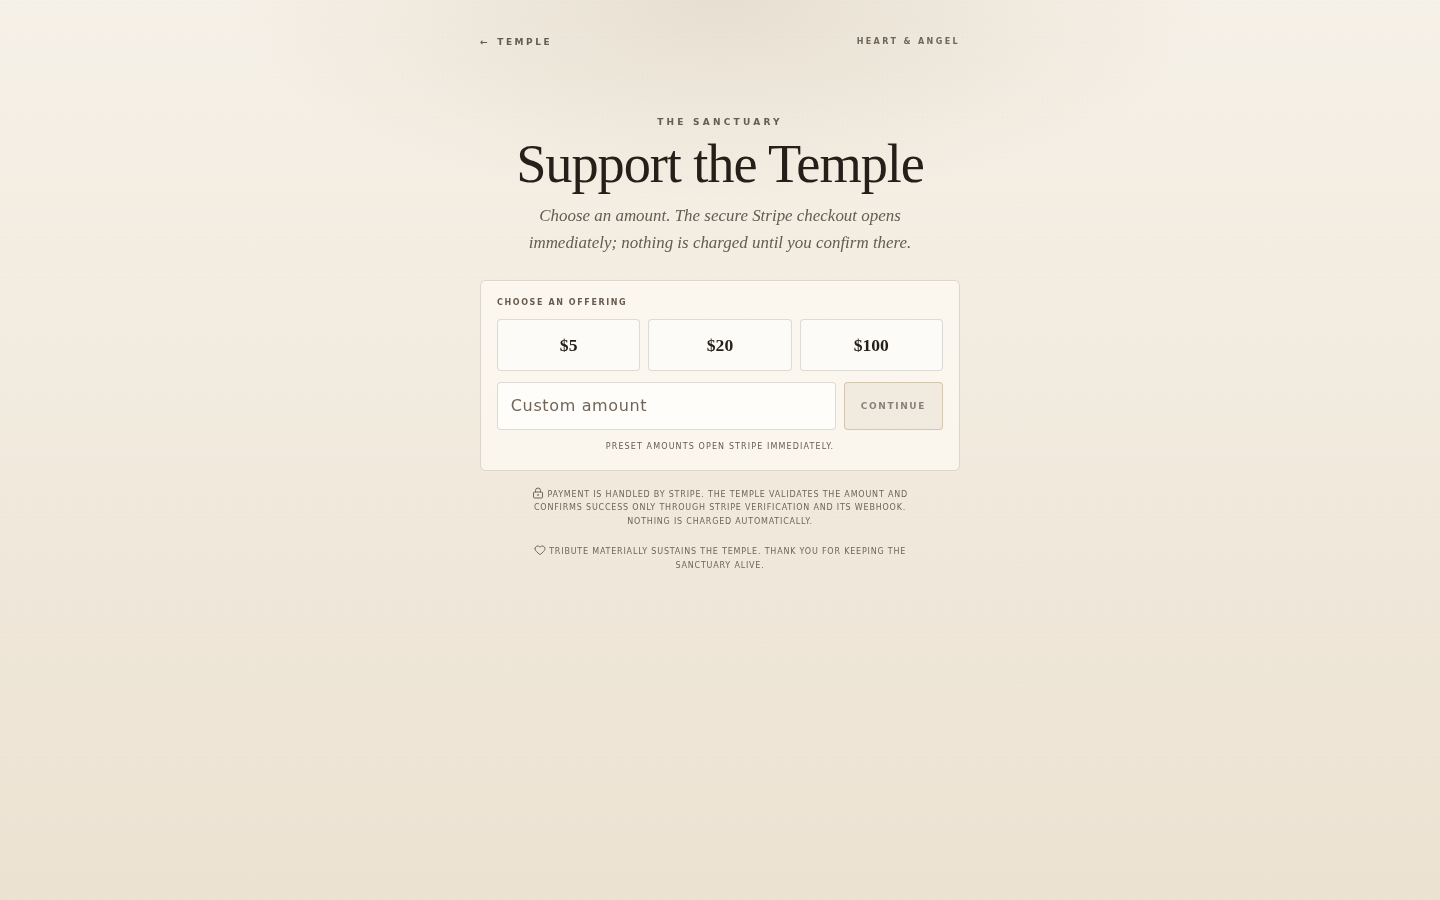 ← TEMPLE
HEART & ANGEL
THE SANCTUARY
Support the Temple
Choose an amount. The secure Stripe checkout opens
immediately; nothing is charged until you confirm there.
CHOOSE AN OFFERING
$5
$20
$100
Custom amount
CONTINUE
PRESET AMOUNTS OPEN STRIPE IMMEDIATELY.
PAYMENT IS HANDLED BY STRIPE. THE TEMPLE VALIDATES THE AMOUNT AND
CONFIRMS SUCCESS ONLY THROUGH STRIPE VERIFICATION AND ITS WEBHOOK.
NOTHING IS CHARGED AUTOMATICALLY.
TRIBUTE MATERIALLY SUSTAINS THE TEMPLE. THANK YOU FOR KEEPING THE
SANCTUARY ALIVE.